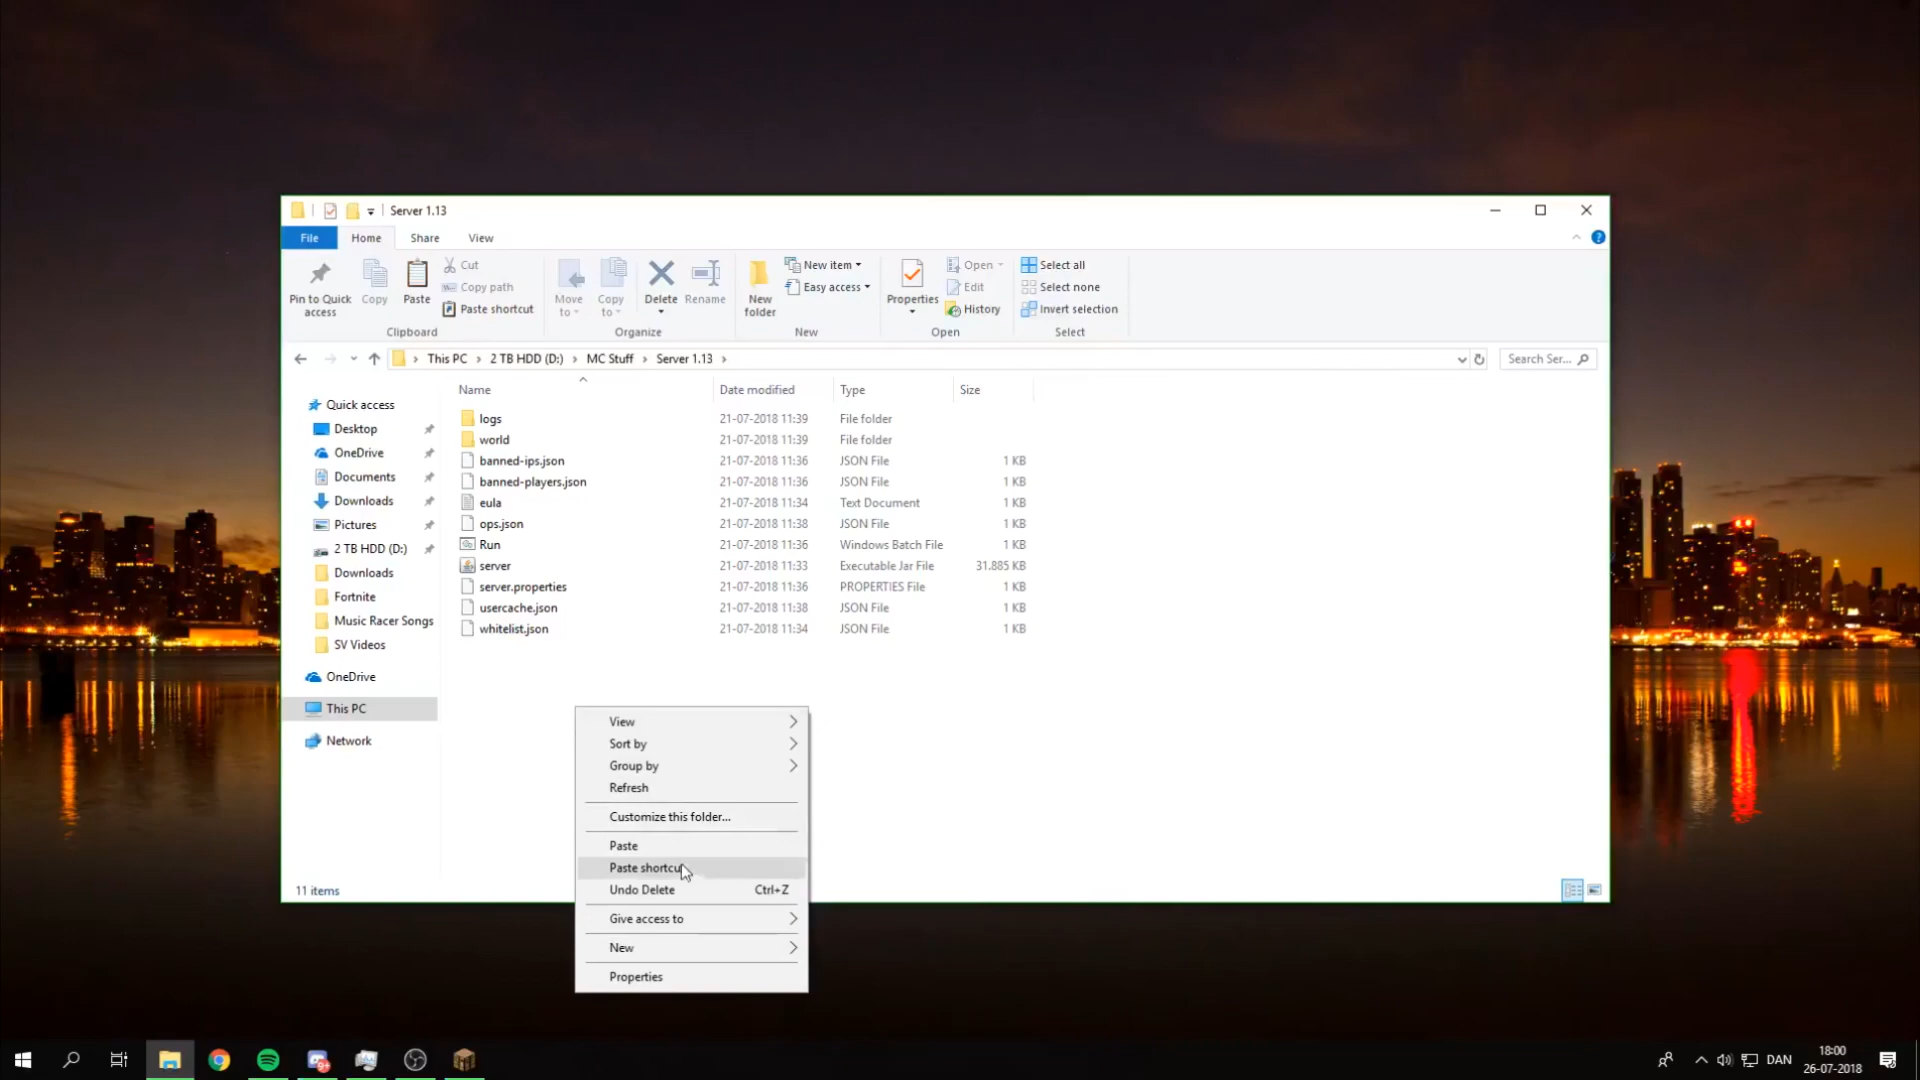 Server 1.13
File Home Share View
Pin to Quick access
Copy
Paste
Cut
Copy path
Paste shortcut
Clipboard
Move to
Copy to
Delete
Rename
Organize
New folder
New item
Easy access
New
Properties
Open
Edit
History
Open
Select all
Select none
Invert selection
Select
This PC > 2 TB HDD (D:) > MC Stuff > Server 1.13 >
Search Ser...
Name Date modified Type Size
Quick access
Desktop
OneDrive
Documents
Downloads
Pictures
2 TB HDD (D:)
Downloads
Fortnite
Music Racer Songs
SV Videos
OneDrive
This PC
Network
logs 21-07-2018 11:39 File folder
world 21-07-2018 11:39 File folder
banned-ips.json 21-07-2018 11:36 JSON File 1 KB
banned-players.json 21-07-2018 11:36 JSON File 1 KB
eula 21-07-2018 11:34 Text Document 1 KB
ops.json 21-07-2018 11:38 JSON File 1 KB
Run 21-07-2018 11:36 Windows Batch File 1 KB
server 21-07-2018 11:33 Executable Jar File 31.885 KB
server.properties 21-07-2018 11:36 PROPERTIES File 1 KB
usercache.json 21-07-2018 11:38 JSON File 1 KB
whitelist.json 21-07-2018 11:34 JSON File 1 KB
View
Sort by
Group by
Refresh
Customize this folder...
Paste
Paste shortcu
Undo Delete Ctrl+Z
Give access to
New
Properties
11 items
9+
DAN
18:00
26-07-2018